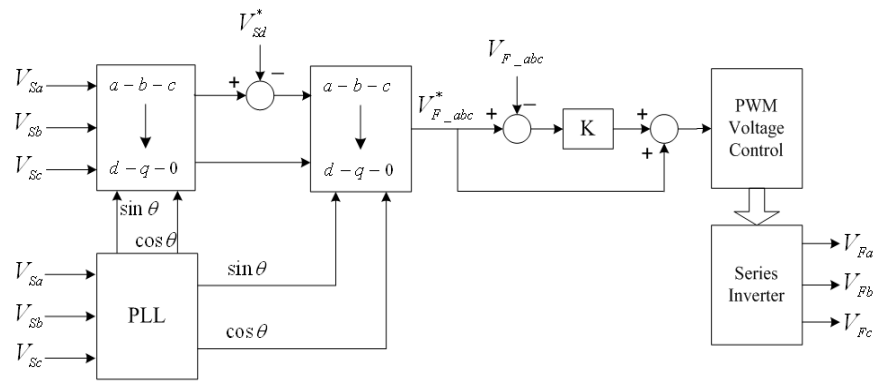 V*Sd
VSa
VSb
VSc
a − b − c
d − q − 0
+
−
a − b − c
d − q − 0
V*F_abc
VF_abc
+
−
K
+
+
PWM
Voltage
Control
sin θ
cos θ
VSa
VSb
VSc
PLL
sin θ
cos θ
Series
Inverter
VFa
VFb
VFc